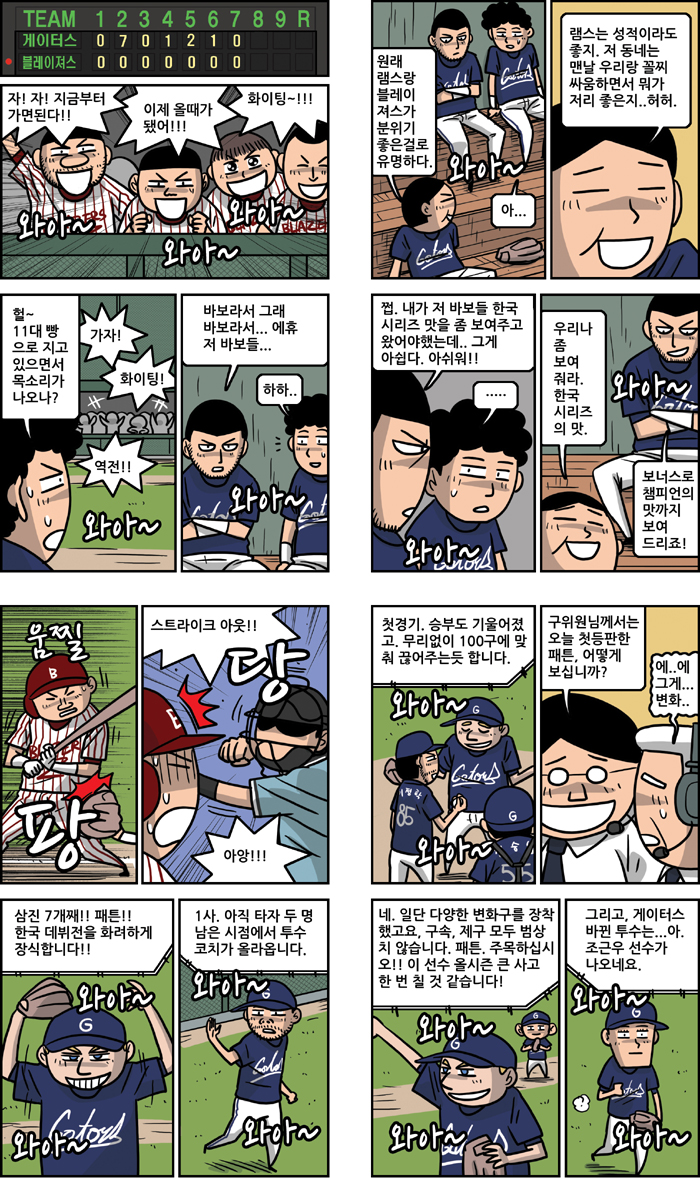 TEAM 1 2 3 4 5 6 7 8 9 R
게이터스 0 7 0 1 2 1 0
블레이져스 0 0 0 0 0 0 0
자! 자! 지금부터
가면된다!!
이제 올때가
됐어!!!
화이팅~!!!
와아~
와아~
와아~
원래
램스랑
블레이
져스가
분위기
좋은걸로
유명하다.
Gators
와아~
아...
Gators
램스는 성적이라도
좋지. 저 동네는
맨날 우리랑 꼴찌
싸움하면서 뭐가
저리 좋은지..허허.
헐~
11대 빵
으로 지고
있으면서
목소리가
나오나?
가자!
화이팅!
역전!!
와아~
바보라서 그래
바보라서... 에휴
저 바보들...
하하..
와아~
쩝. 내가 저 바보들 한국
시리즈 맛을 좀 보여주고
왔어야했는데.. 그게
아쉽다. 아쉬워!!
.....
와아~
우리나
좀
보여
줘라.
한국
시리즈
의 맛.
와아~
보너스로
챔피언의
맛까지
보여
드리죠!
움찔
B
팡
스트라이크 아웃!!
땅
B
아앙!!!
첫경기. 승부도 기울어졌
고. 무리없이 100구에 맞
춰 끊어주는듯 합니다.
와아~
G
Gators
85
G
와아~
55
구위원님께서는
오늘 첫등판한
패튼, 어떻게
보십니까?
에..에
그게...
변화..
삼진 7개째!! 패튼!!
한국 데뷔전을 화려하게
장식합니다!!
와아~
G
Gators
와아~
1사. 아직 타자 두 명
남은 시점에서 투수
코치가 올라옵니다.
와아~
G
Gators
와아~
네. 일단 다양한 변화구를 장착
했고요, 구속, 제구 모두 범상
치 않습니다. 패튼. 주목하십시
오!! 이 선수 올시즌 큰 사고
한 번 칠 것 같습니다!
와아~
G
와아~
그리고, 게이터스
바뀐 투수는...아.
조근우 선수가
나오네요.
와아~
G
Gators
와아~